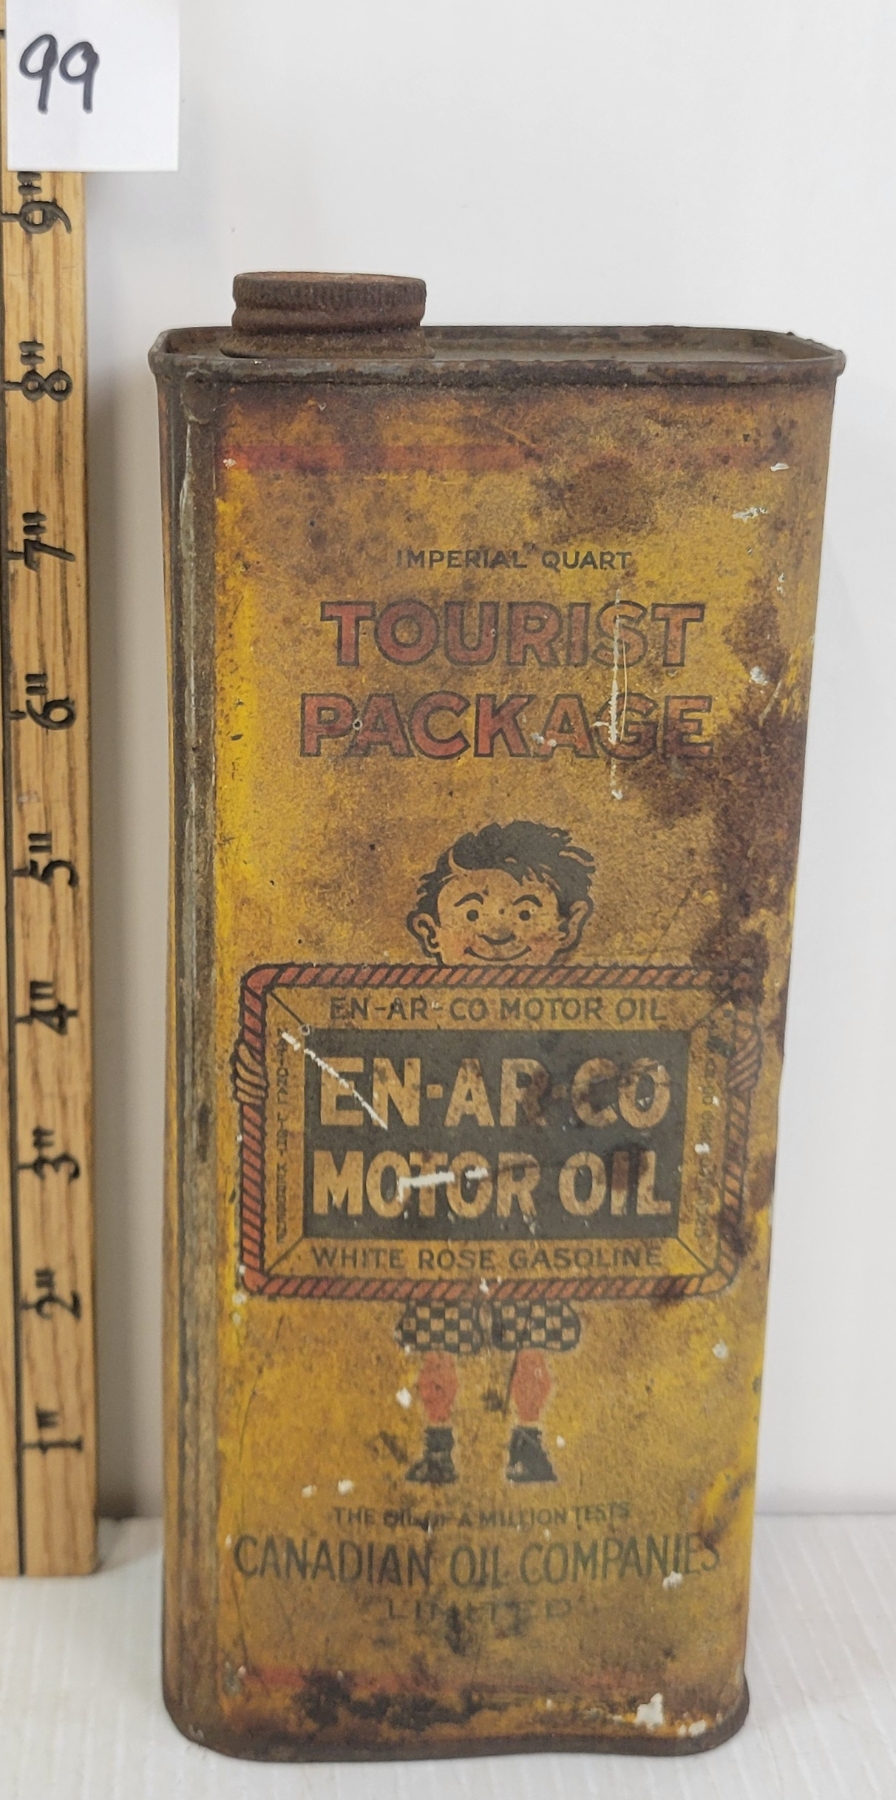 99
9"
8"
7"
6"
5"
4"
3"
2"
1"
IMPERIAL QUART
TOURIST
PACKAGE
EN-AR-CO MOTOR OIL
EN-AR-CO
MOTOR OIL
WHITE ROSE GASOLINE
THE OIL OF A MILLION TESTS
CANADIAN OIL COMPANIES
LIMITED